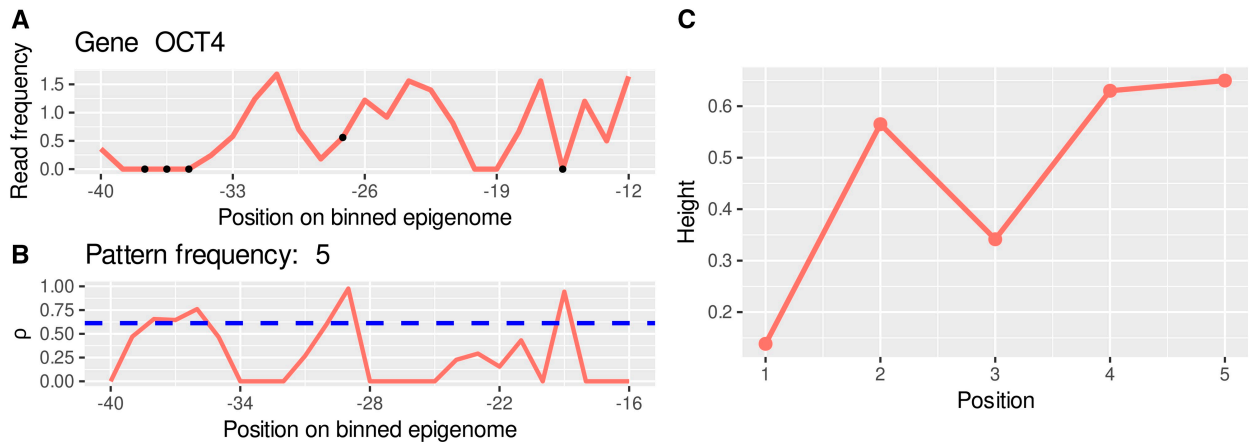 A
Gene OCT4
Read frequency
1.5
1.0
0.5
0.0
-40
-33
-26
-19
-12
Position on binned epigenome
B
Pattern frequency: 5
ρ
1.00
0.75
0.50
0.25
0.00
-40
-34
-28
-22
-16
Position on binned epigenome
C
Height
0.6
0.5
0.4
0.3
0.2
1
2
3
4
5
Position